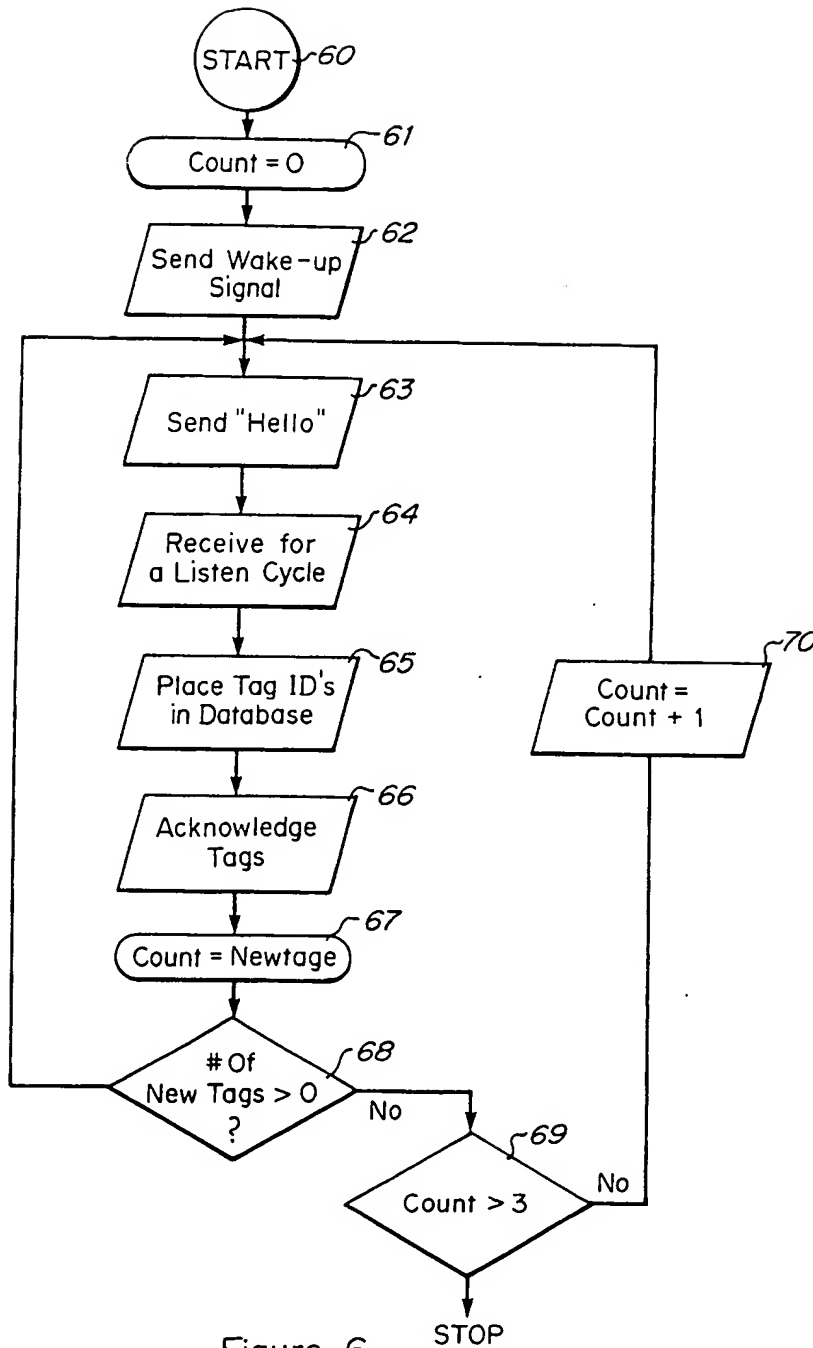 START
60
Count = 0
61
Send Wake-up
Signal
62
Send "Hello"
63
Receive for
a Listen Cycle
64
Place Tag ID's
in Database
65
Count =
Count + 1
70
Acknowledge
Tags
66
Count = Newtage
67
# Of
New Tags > 0
?
68
No
Count > 3
69
No
STOP
Figure 6